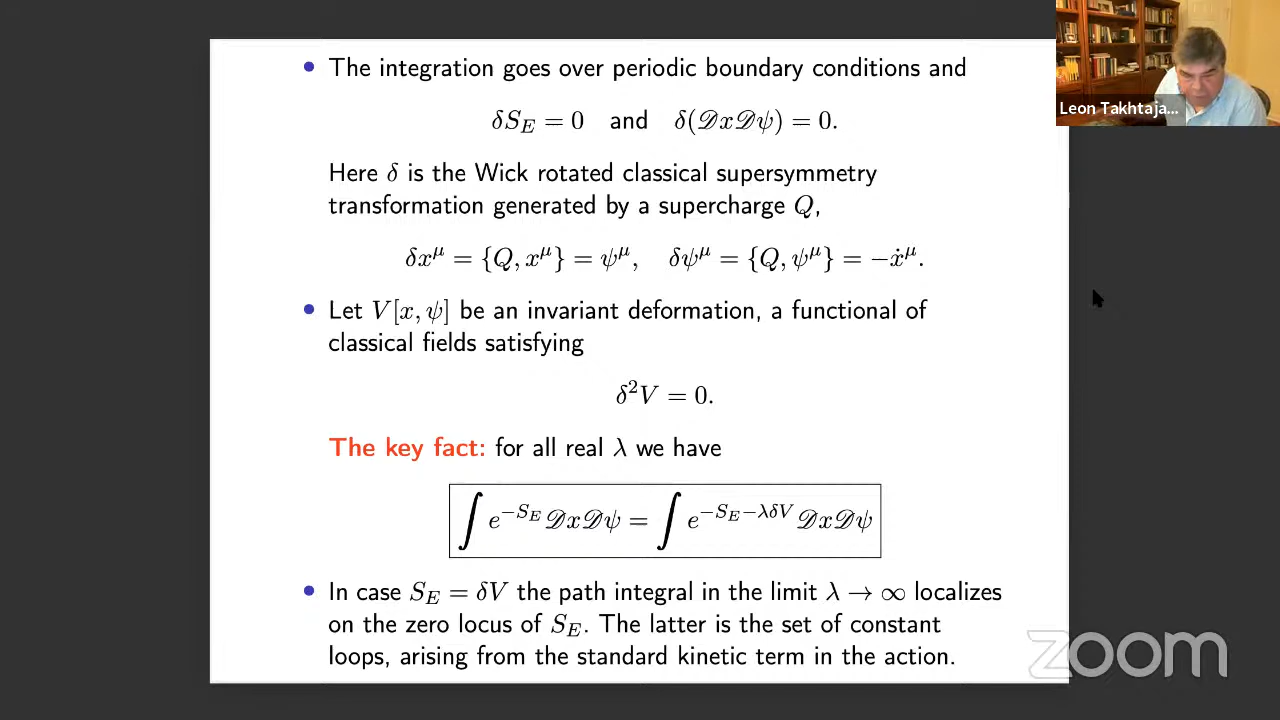 • The integration goes over periodic boundary conditions and
δS_E = 0 and δ(𝒟x𝒟ψ) = 0.
Here δ is the Wick rotated classical supersymmetry
transformation generated by a supercharge Q,
δx^μ = {Q, x^μ} = ψ^μ, δψ^μ = {Q, ψ^μ} = −ẋ^μ.
• Let V[x, ψ] be an invariant deformation, a functional of
classical fields satisfying
δ²V = 0.
The key fact: for all real λ we have
∫ e^{−S_E} 𝒟x𝒟ψ = ∫ e^{−S_E−λδV} 𝒟x𝒟ψ
• In case S_E = δV the path integral in the limit λ → ∞ localizes
on the zero locus of S_E. The latter is the set of constant
loops, arising from the standard kinetic term in the action.
Leon Takhtaja...
zoom